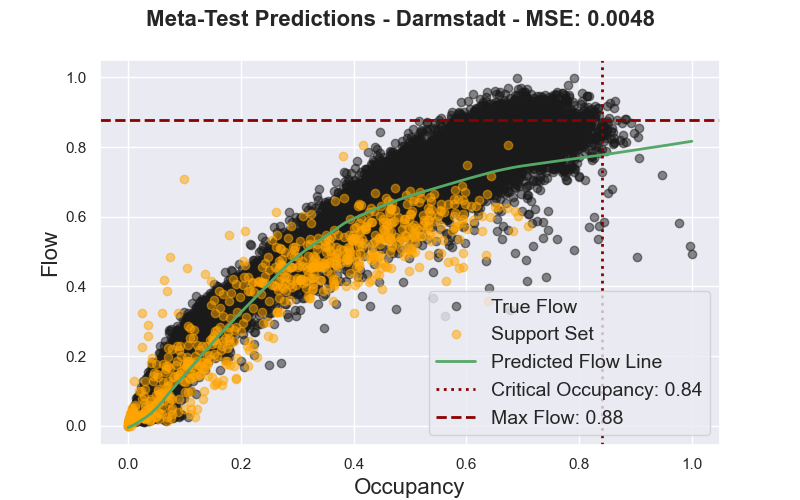 Meta-Test Predictions - Darmstadt - MSE: 0.0048
1.0
0.8
0.6
0.4
0.2
0.0
Flow
True Flow
Support Set
Predicted Flow Line
Critical Occupancy: 0.84
Max Flow: 0.88
0.0 0.2 0.4 0.6 0.8 1.0
Occupancy